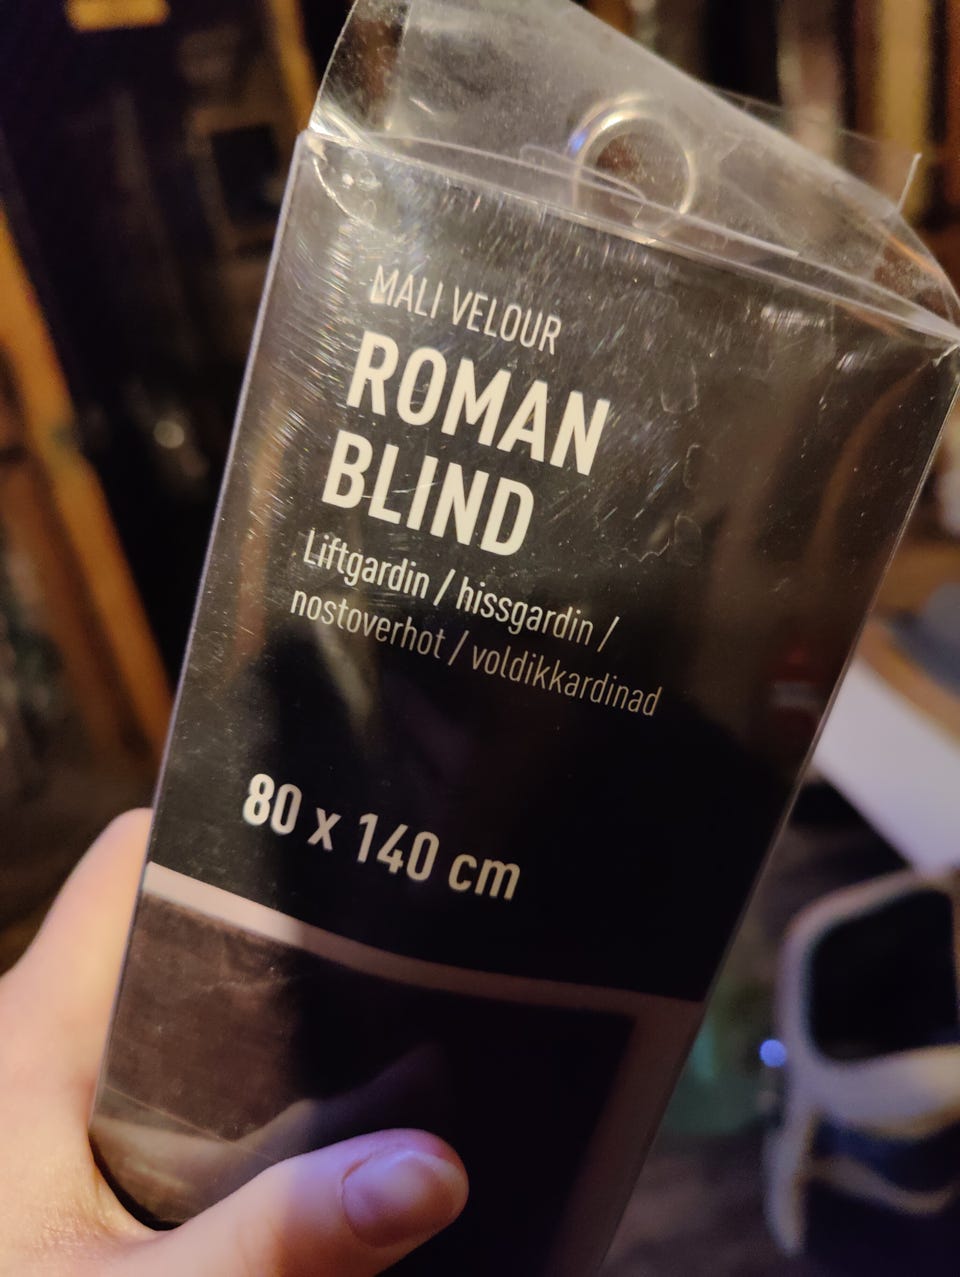 MALI VELOUR
ROMAN
BLIND
Liftgardin / hissgardin /
nostoverhot / voldikkardinad
80 x 140 cm